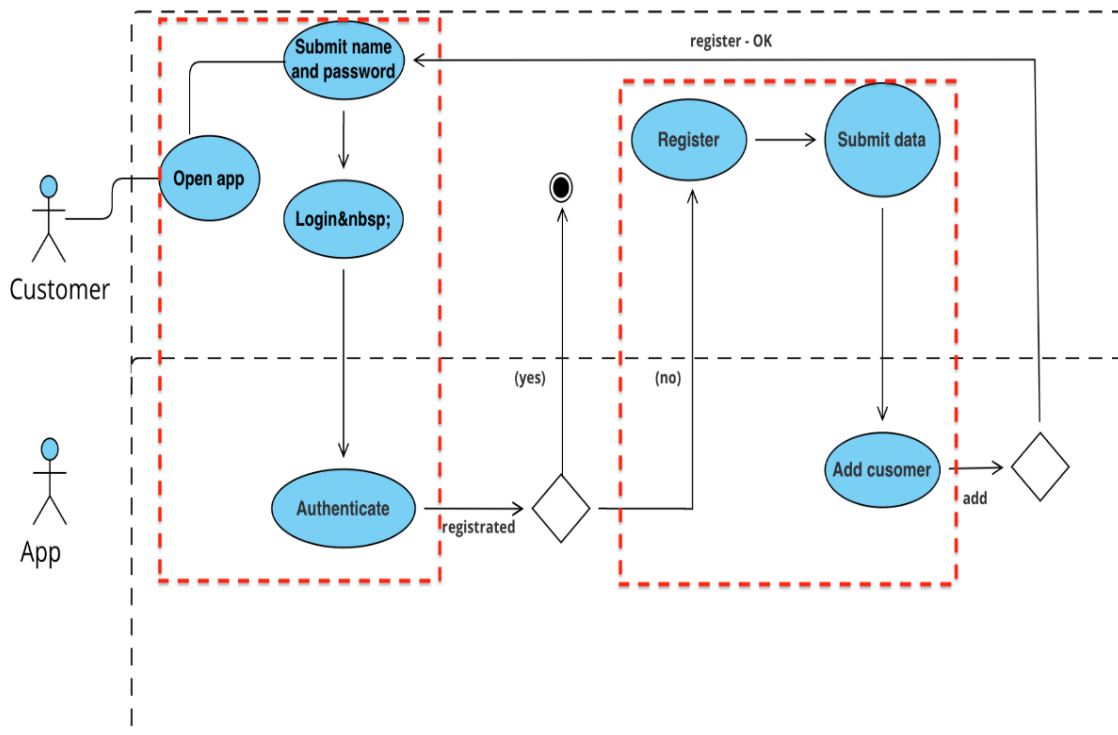 Submit name
and password
register - OK
Register
Submit data
Open app
Login&nbsp;
Customer
(yes)
(no)
Authenticate
registrated
Add cusomer
add
App